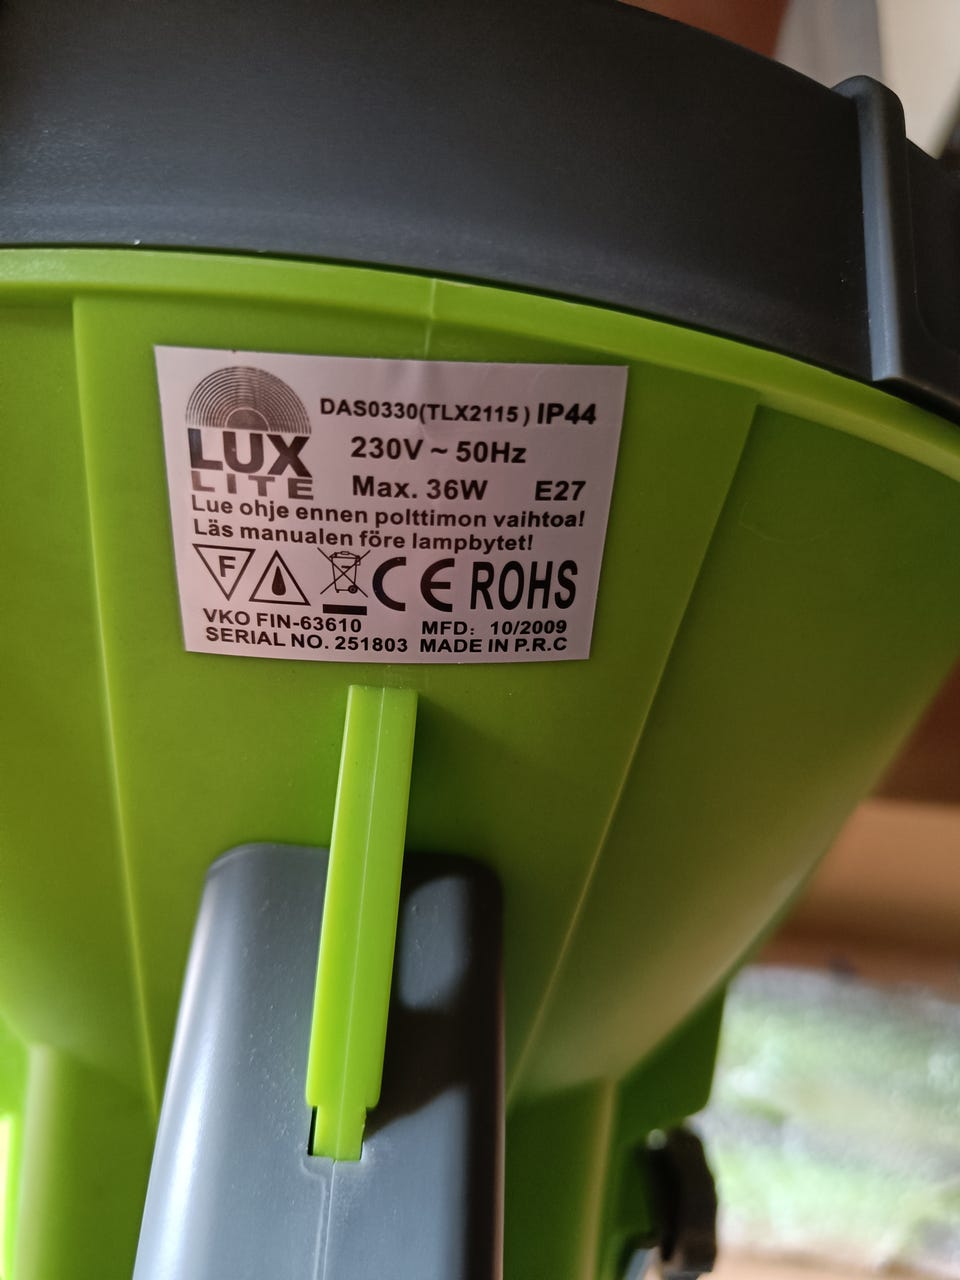 LUX
LITE
DAS0330(TLX2115) IP44
230V ~ 50Hz
Max. 36W E27
Lue ohje ennen polttimon vaihtoa!
Läs manualen före lampbytet!
F CE ROHS
VKO FIN-63610 MFD: 10/2009
SERIAL NO. 251803 MADE IN P.R.C